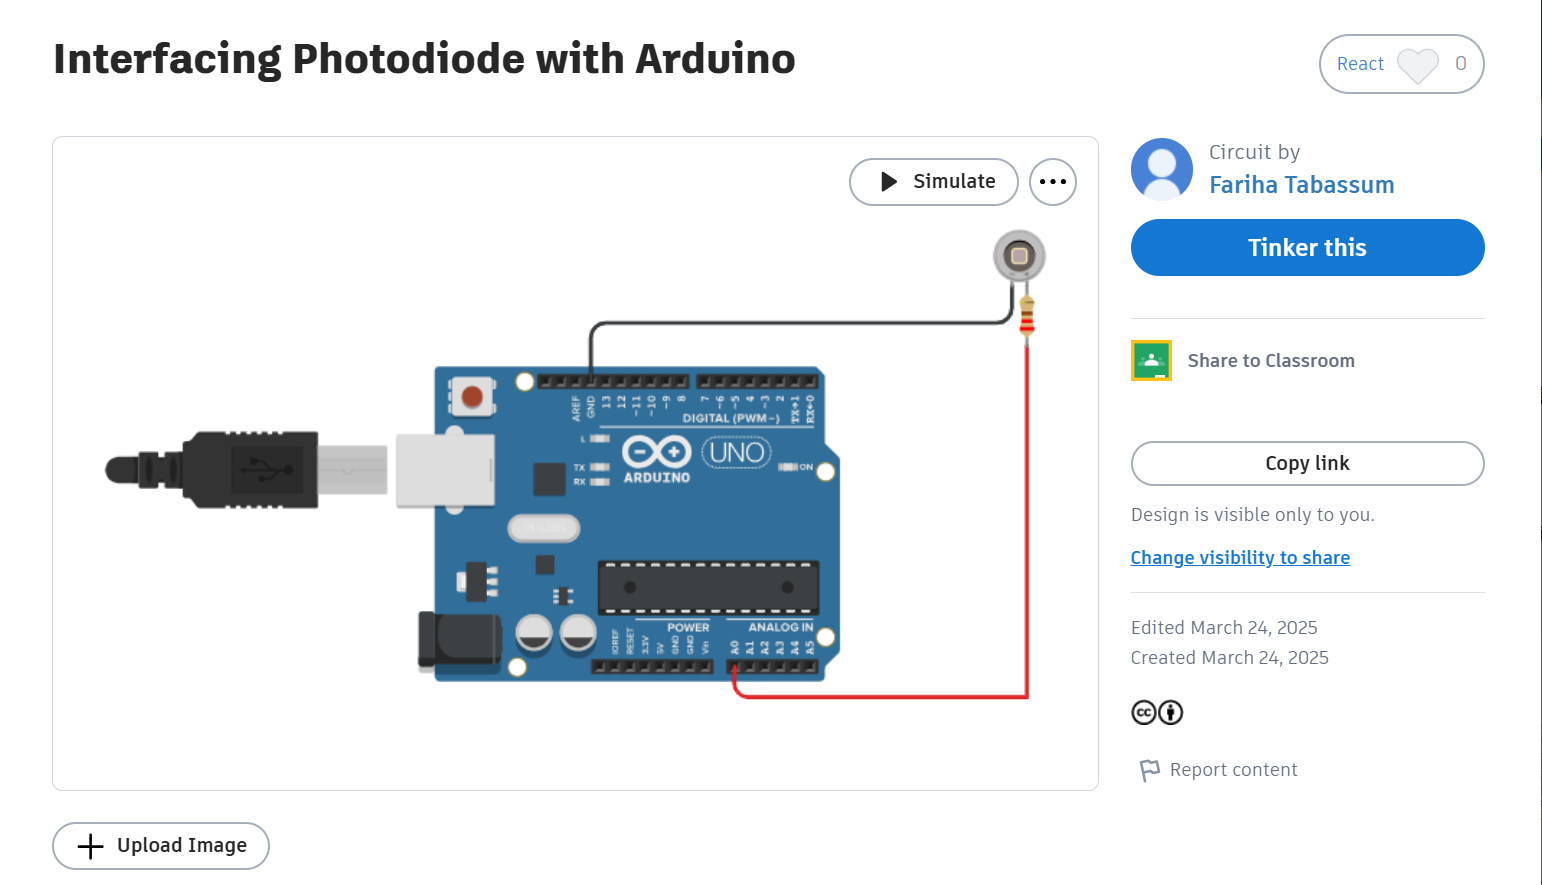 Interfacing Photodiode with Arduino
React 0
Simulate
Circuit by
Fariha Tabassum
Tinker this
Share to Classroom
Copy link
Design is visible only to you.
Change visibility to share
Edited March 24, 2025
Created March 24, 2025
cc
Report content
AREF GND 13 12 ~11 ~10 ~9 8 7 ~6 ~5 4 ~3 2 TX→1 RX←0
DIGITAL (PWM~)
L
TX
RX
UNO
ON
ARDUINO
POWER
ANALOG IN
IOREF RESET 3.3V 5V GND GND Vin A0 A1 A2 A3 A4 A5
Upload Image